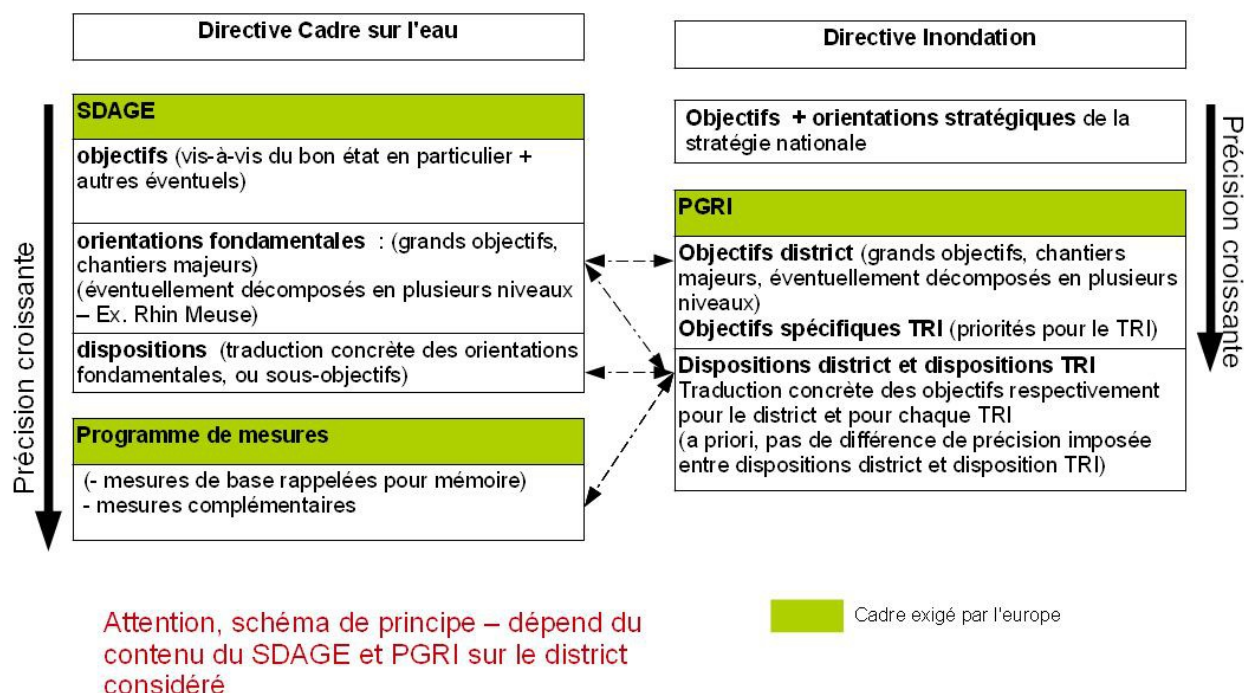 Directive Cadre sur l'eau
Précision croissante
SDAGE
objectifs (vis-à-vis du bon état en particulier +
autres éventuels)
orientations fondamentales : (grands objectifs,
chantiers majeurs)
(éventuellement décomposés en plusieurs niveaux
– Ex. Rhin Meuse)
dispositions (traduction concrète des orientations
fondamentales, ou sous-objectifs)
Programme de mesures
(- mesures de base rappelées pour mémoire)
- mesures complémentaires
Directive Inondation
Objectifs + orientations stratégiques de la
stratégie nationale
PGRI
Objectifs district (grands objectifs, chantiers
majeurs, éventuellement décomposés en plusieurs
niveaux)
Objectifs spécifiques TRI (priorités pour le TRI)
Dispositions district et dispositions TRI
Traduction concrète des objectifs respectivement
pour le district et pour chaque TRI
(a priori, pas de différence de précision imposée
entre dispositions district et disposition TRI)
Précision croissante
Attention, schéma de principe – dépend du
contenu du SDAGE et PGRI sur le district
considéré
Cadre exigé par l'europe